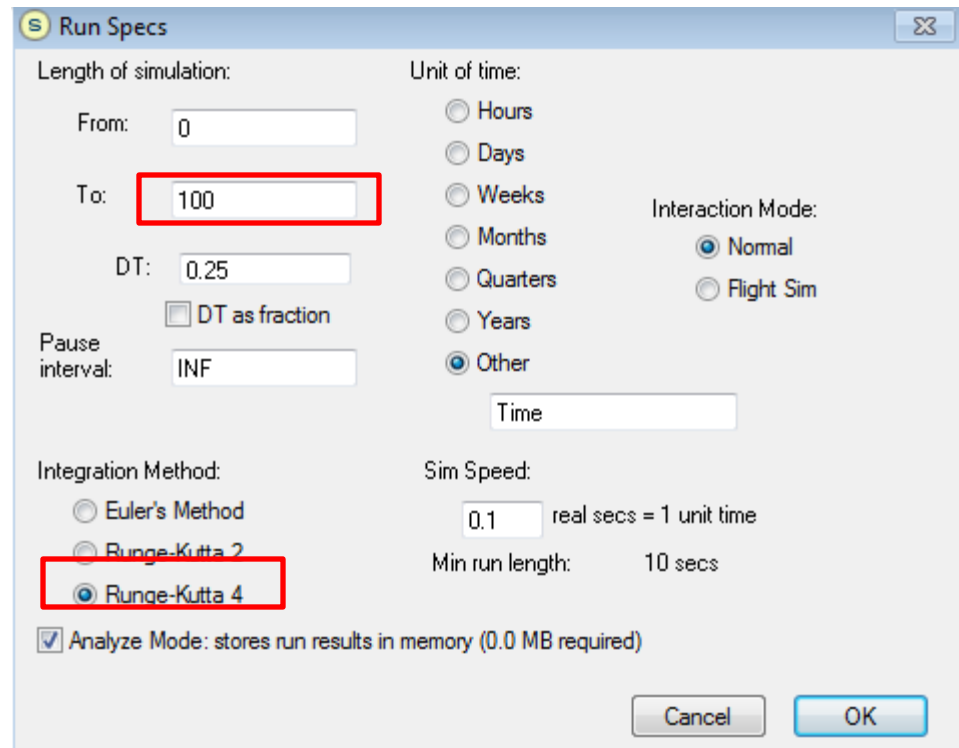 S Run Specs
Length of simulation:
From: 0
To: 100
DT: 0.25
DT as fraction
Pause
interval: INF
Unit of time:
Hours
Days
Weeks
Months
Quarters
Years
Other
Time
Interaction Mode:
Normal
Flight Sim
Integration Method:
Euler's Method
Runge-Kutta 2
Runge-Kutta 4
Sim Speed:
0.1 real secs = 1 unit time
Min run length: 10 secs
Analyze Mode: stores run results in memory (0.0 MB required)
Cancel OK